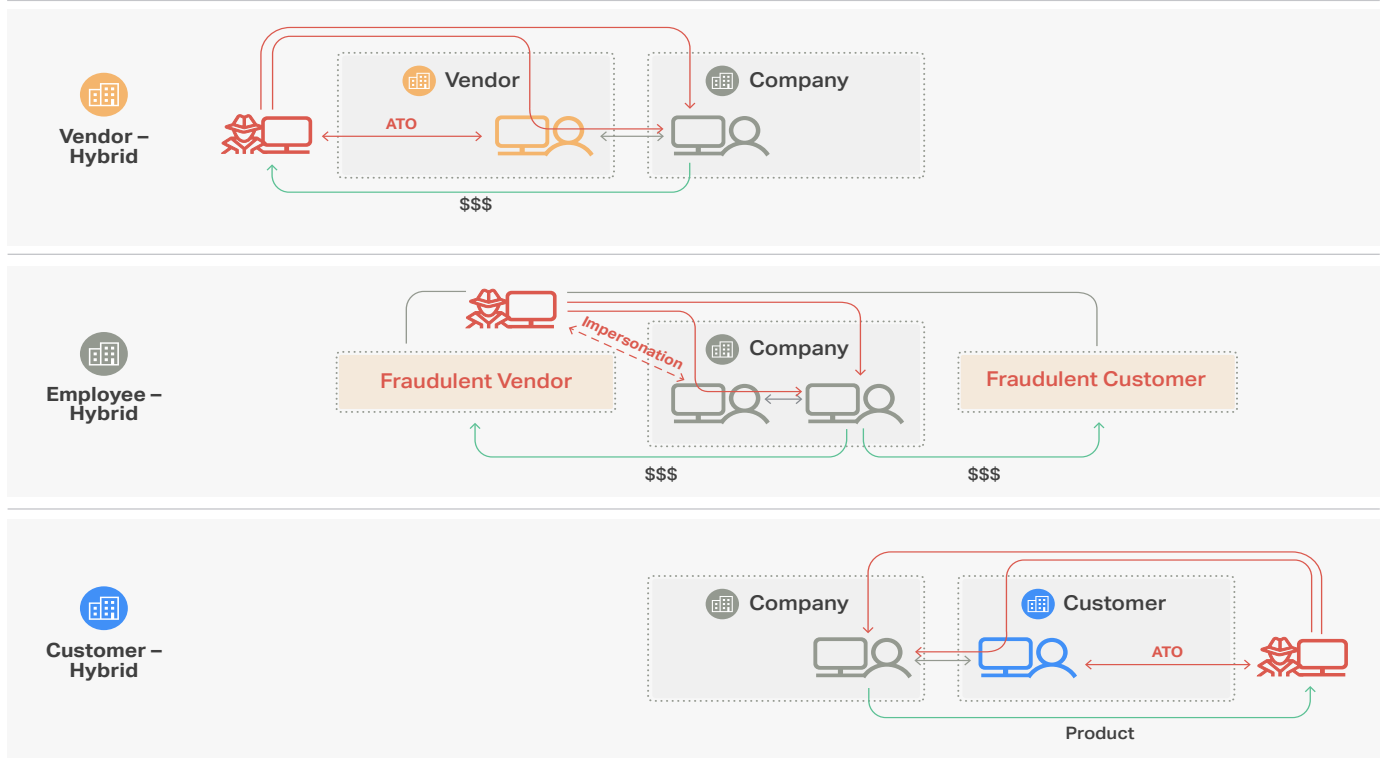 Vendor –
Hybrid
Vendor
Company
ATO
$$$
Employee –
Hybrid
Impersonation
Company
Fraudulent Vendor
Fraudulent Customer
$$$
$$$
Customer –
Hybrid
Company
Customer
ATO
Product